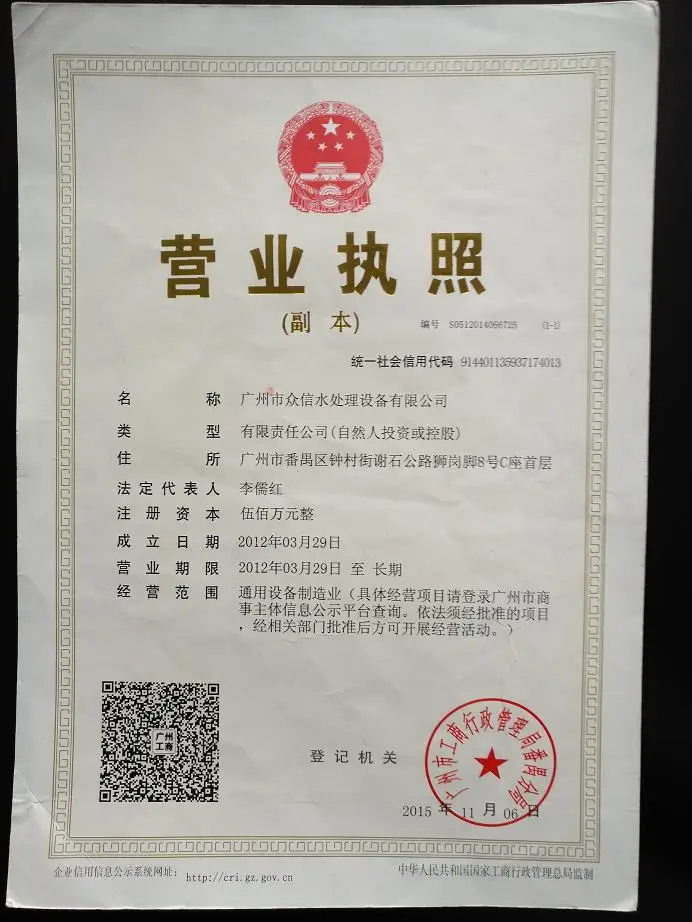 营业执照
(副 本)
编号 S0512014066725 (1-1)
统一社会信用代码 914401135937174013
名 称 广州市众信水处理设备有限公司
类 型 有限责任公司(自然人投资或控股)
住 所 广州市番禺区钟村街谢石公路狮岗脚8号C座首层
法定代表人 李儒红
注册资本 伍佰万元整
成立日期 2012年03月29日
营业期限 2012年03月29日 至 长期
经营范围 通用设备制造业（具体经营项目请登录广州市商
事主体信息公示平台查询。依法须经批准的项目
，经相关部门批准后方可开展经营活动。）
广州
工商
登记机关
广州市工商行政管理局番禺分局
2015 年 11 月 06 日
企业信用信息公示系统网址： http://cri.gz.gov.cn
中华人民共和国国家工商行政管理总局监制